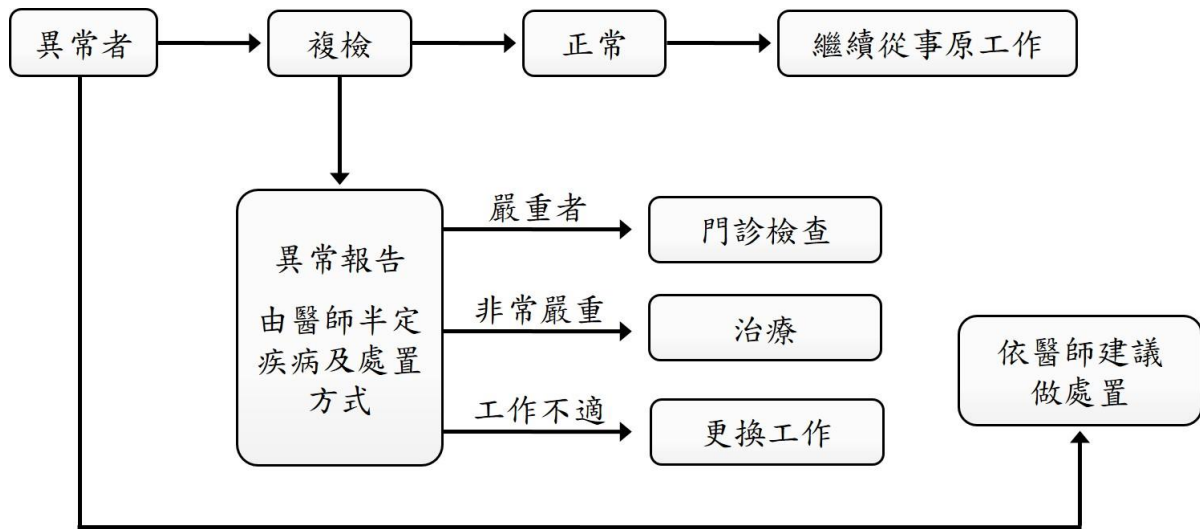 異常者
複檢
正常
繼續從事原工作
異常報告
由醫師半定
疾病及處置
方式
嚴重者
門診檢查
非常嚴重
治療
工作不適
更換工作
依醫師建議
做處置